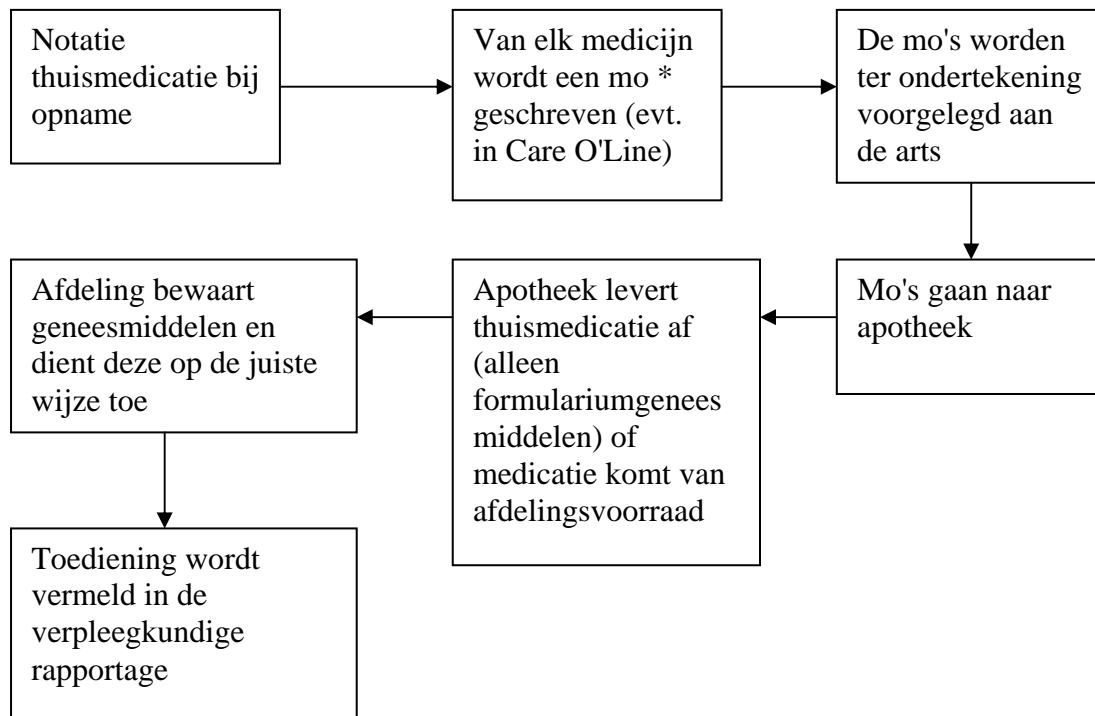 Notatie
thuismedicatie bij
opname
Van elk medicijn
wordt een mo *
geschreven (evt.
in Care O'Line)
De mo's worden
ter ondertekening
voorgelegd aan
de arts
Mo's gaan naar
apotheek
Apotheek levert
thuismedicatie af
(alleen
formulariumgenees
middelen) of
medicatie komt van
afdelingsvoorraad
Afdeling bewaart
geneesmiddelen en
dient deze op de juiste
wijze toe
Toediening wordt
vermeld in de
verpleegkundige
rapportage